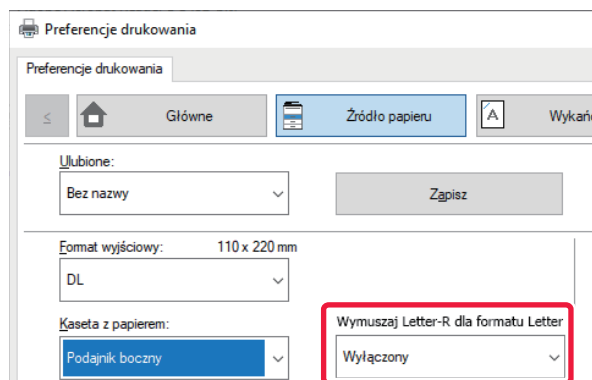 Preferencje drukowania
Preferencje drukowania
≤ Główne Źródło papieru A
Ulubione:
Bez nazwy Zapisz
Format wyjściowy: 110 x 220 mm
DL
Kaseta z papierem: Wymuszaj Letter-R dla formatu Letter
Podajnik boczny Wyłączony